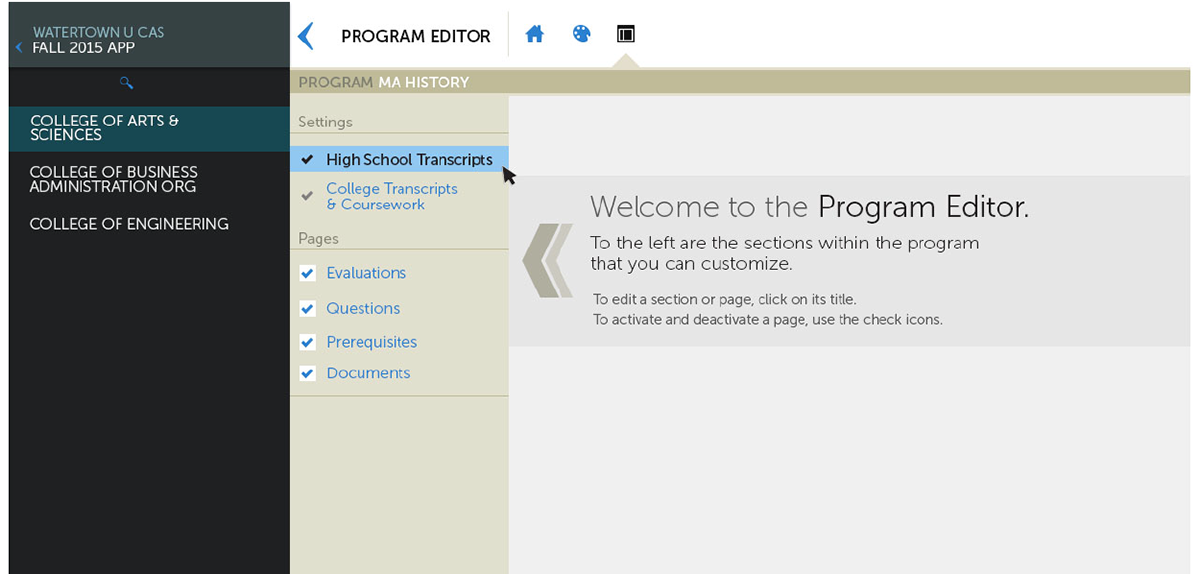 WATERTOWN U CAS
FALL 2015 APP
COLLEGE OF ARTS &
SCIENCES
COLLEGE OF BUSINESS
ADMINISTRATION ORG
COLLEGE OF ENGINEERING
PROGRAM EDITOR
PROGRAM MA HISTORY
Settings
High School Transcripts
College Transcripts
& Coursework
Pages
Evaluations
Questions
Prerequisites
Documents
Welcome to the Program Editor.
To the left are the sections within the program
that you can customize.
To edit a section or page, click on its title.
To activate and deactivate a page, use the check icons.